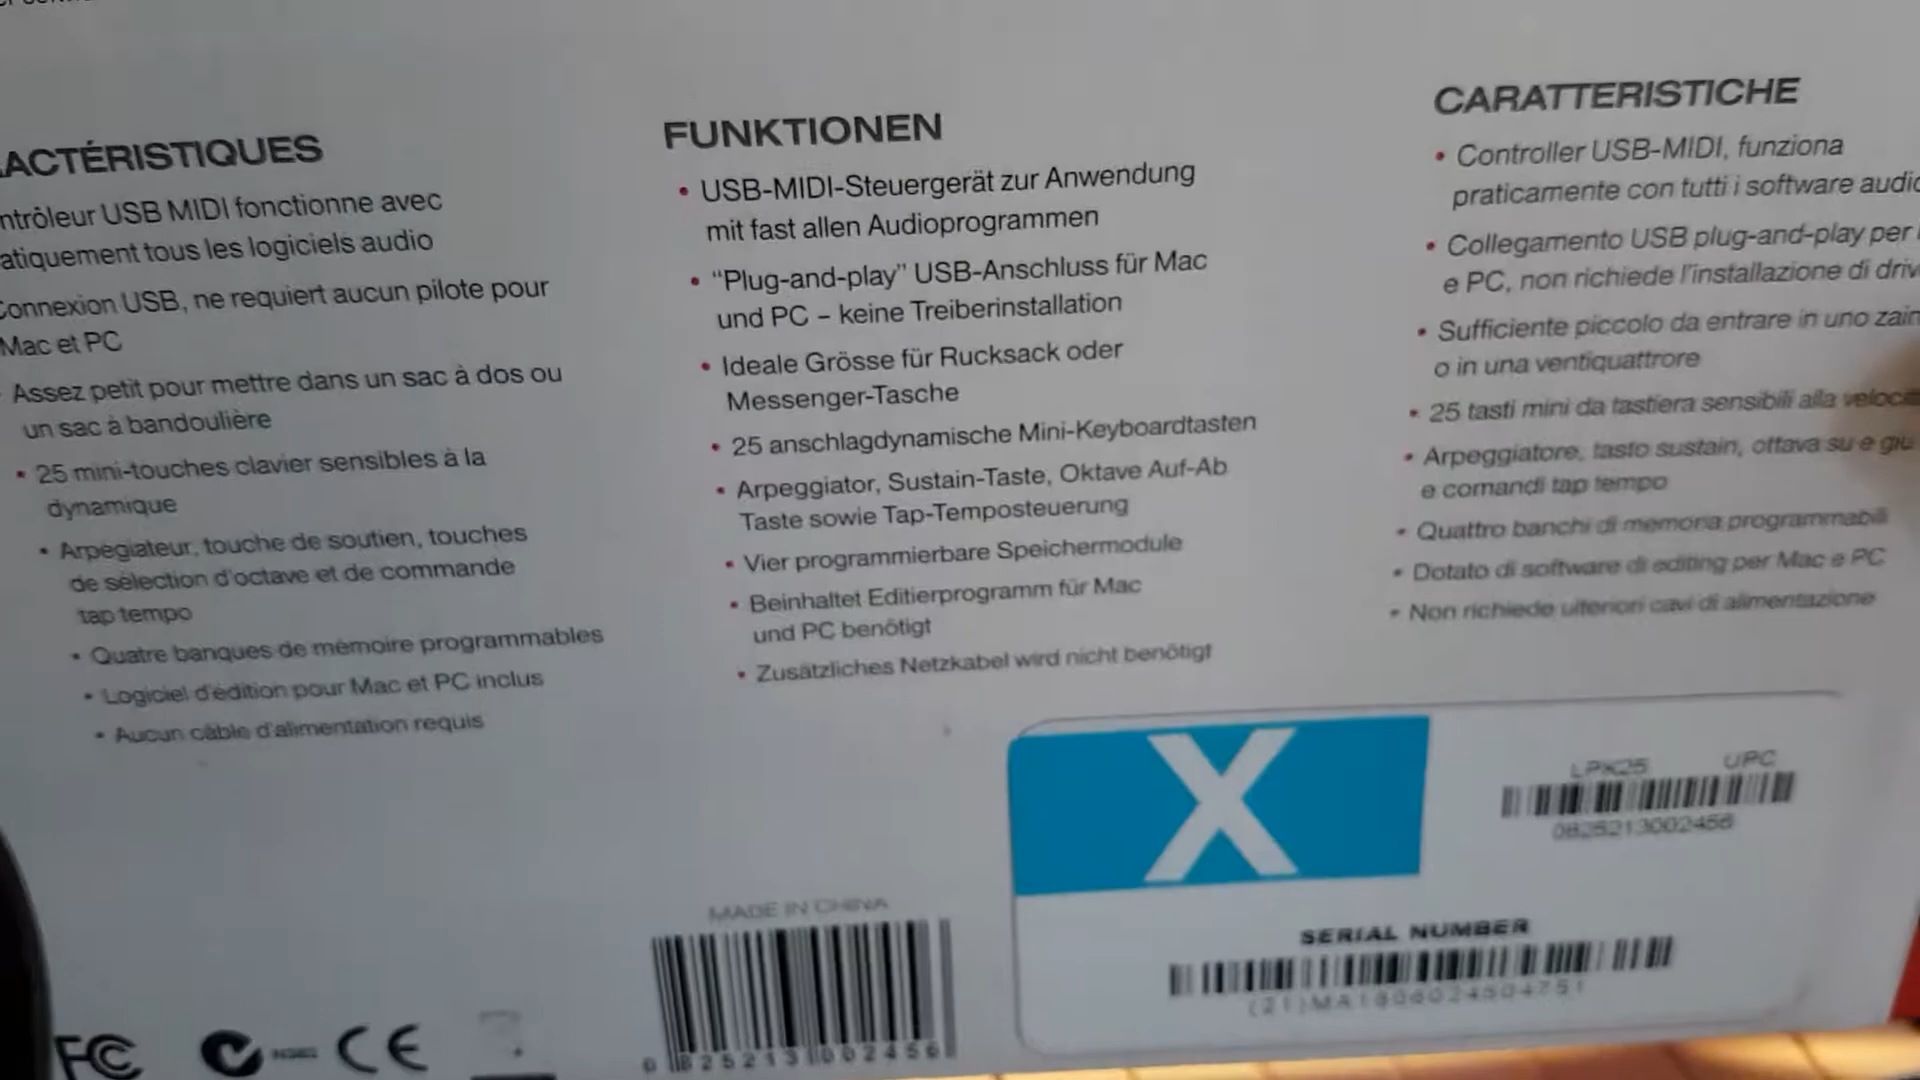 ACTÉRISTIQUES
ntrôleur USB MIDI fonctionne avec
atiquement tous les logiciels audio
Connexion USB, ne requiert aucun pilote pour
Mac et PC
Assez petit pour mettre dans un sac à dos ou
un sac à bandoulière
• 25 mini-touches clavier sensibles à la
dynamique
• Arpégiateur, touche de soutien, touches
de sélection d'octave et de commande
tap tempo
• Quatre banques de mémoire programmables
• Logiciel d'édition pour Mac et PC inclus
• Aucun câble d'alimentation requis
FUNKTIONEN
• USB-MIDI-Steuergerät zur Anwendung
mit fast allen Audioprogrammen
• “Plug-and-play” USB-Anschluss für Mac
und PC – keine Treiberinstallation
• Ideale Grösse für Rucksack oder
Messenger-Tasche
• 25 anschlagdynamische Mini-Keyboardtasten
• Arpeggiator, Sustain-Taste, Oktave Auf-Ab
Taste sowie Tap-Temposteuerung
• Vier programmierbare Speichermodule
• Beinhaltet Editierprogramm für Mac
und PC benötigt
• Zusätzliches Netzkabel wird nicht benötigt
CARATTERISTICHE
• Controller USB-MIDI, funziona
praticamente con tutti i software audio
• Collegamento USB plug-and-play per
e PC, non richiede l'installazione di driv
• Sufficiente piccolo da entrare in uno zain
o in una ventiquattrore
• 25 tasti mini da tastiera sensibili alla velocit
• Arpeggiatore, tasto sustain, ottava su e giù
e comandi tap tempo
• Quattro banchi di memoria programmabili
• Dotato di software di editing per Mac e PC
• Non richiede ulteriori cavi di alimentazione
X
LPK25 UPC
0825213002456
SERIAL NUMBER
MADE IN CHINA
0 825213 002456
FC
CE